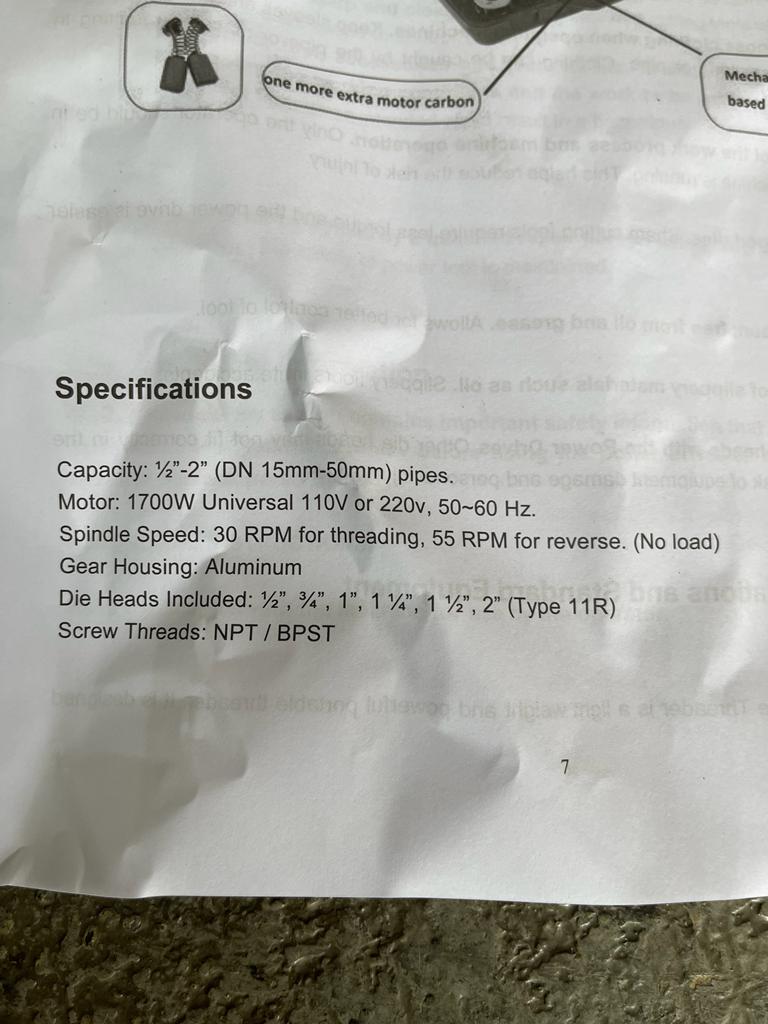 one more extra motor carbon
Mecha
based
Specifications
Capacity: ½”-2” (DN 15mm-50mm) pipes.
Motor: 1700W Universal 110V or 220v, 50~60 Hz.
Spindle Speed: 30 RPM for threading, 55 RPM for reverse. (No load)
Gear Housing: Aluminum
Die Heads Included: ½”, ¾”, 1”, 1 ¼”, 1 ½”, 2” (Type 11R)
Screw Threads: NPT / BPST
7